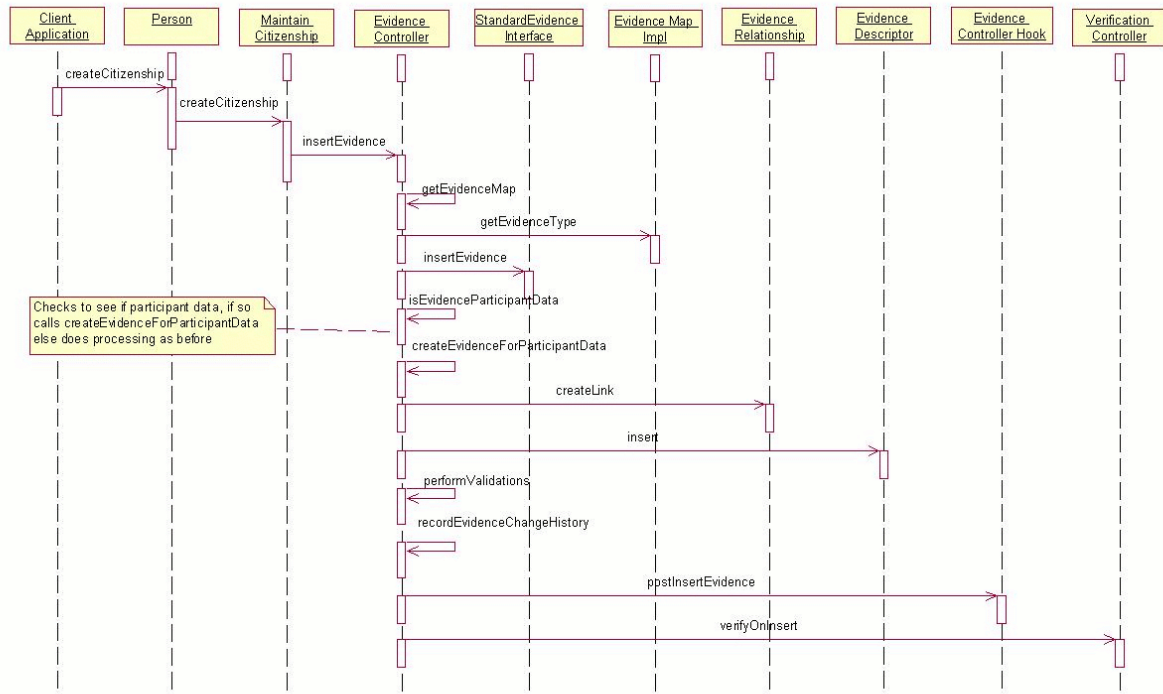 Client
Application
Person
Maintain
Citizenship
Evidence
Controller
StandardEvidence
Interface
Evidence Map
Impl
Evidence
Relationship
Evidence
Descriptor
Evidence
Controller Hook
Verification
Controller
createCitizenship
createCitizenship
insertEvidence
getEvidenceMap
getEvidenceType
insertEvidence
isEvidenceParticipantData
Checks to see if participant data, if so
calls createEvidenceForParticipantData
else does processing as before
createEvidenceForParticipantData
createLink
insert
performValidations
recordEvidenceChangeHistory
postInsertEvidence
verifyOnInsert